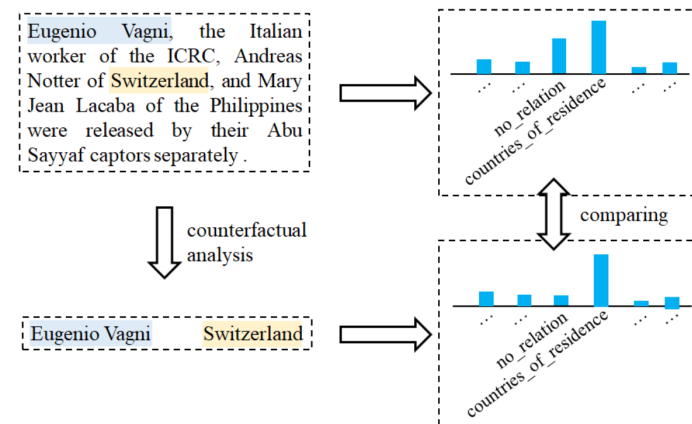 Eugenio Vagni, the Italian
worker of the ICRC, Andreas
Notter of Switzerland, and Mary
Jean Lacaba of the Philippines
were released by their Abu
Sayyaf captors separately .
...
...
no_relation
countries_of_residence
...
...
counterfactual
analysis
comparing
Eugenio Vagni
Switzerland
...
...
no_relation
countries_of_residence
...
...